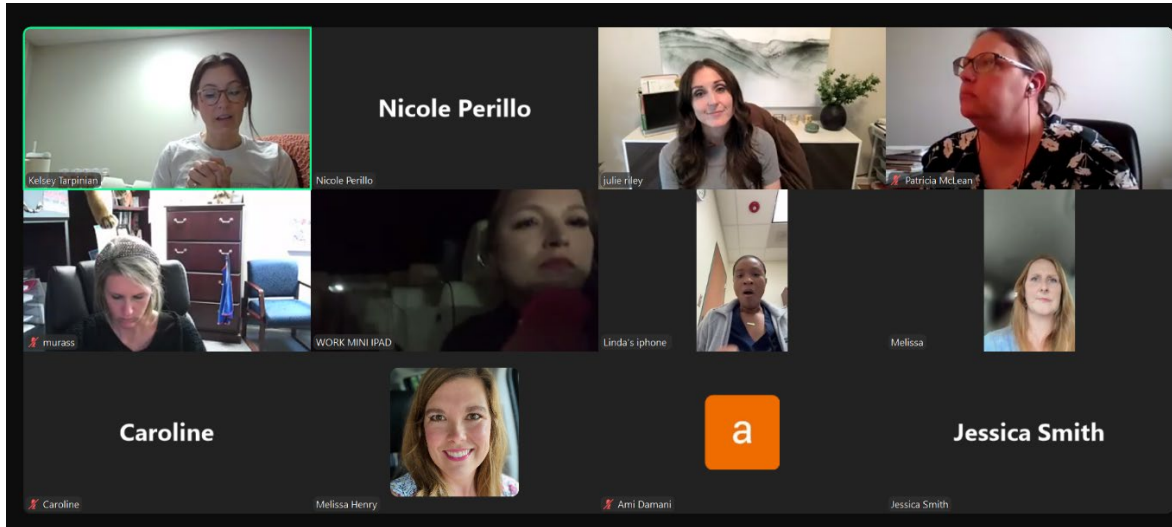 Kelsey Tarpinian
Nicole Perillo
Nicole Perillo
julie riley
Patricia McLean
murass
WORK MINI IPAD
Linda's iphone
Melissa
Caroline
Caroline
Melissa Henry
a
Ami Damani
Jessica Smith
Jessica Smith